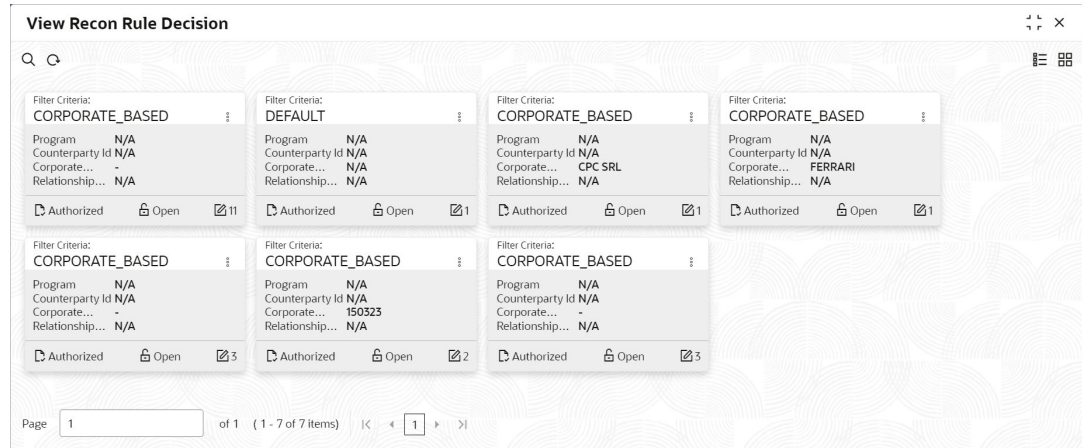 View Recon Rule Decision
Filter Criteria:
CORPORATE_BASED
Program N/A
Counterparty Id N/A
Corporate... -
Relationship... N/A
Authorized Open 11
Filter Criteria:
DEFAULT
Program N/A
Counterparty Id N/A
Corporate... N/A
Relationship... N/A
Authorized Open 1
Filter Criteria:
CORPORATE_BASED
Program N/A
Counterparty Id N/A
Corporate... CPC SRL
Relationship... N/A
Authorized Open 1
Filter Criteria:
CORPORATE_BASED
Program N/A
Counterparty Id N/A
Corporate... FERRARI
Relationship... N/A
Authorized Open 1
Filter Criteria:
CORPORATE_BASED
Program N/A
Counterparty Id N/A
Corporate... -
Relationship... N/A
Authorized Open 3
Filter Criteria:
CORPORATE_BASED
Program N/A
Counterparty Id N/A
Corporate... 150323
Relationship... N/A
Authorized Open 2
Filter Criteria:
CORPORATE_BASED
Program N/A
Counterparty Id N/A
Corporate... -
Relationship... N/A
Authorized Open 3
Page 1 of 1 ( 1 - 7 of 7 items) 1